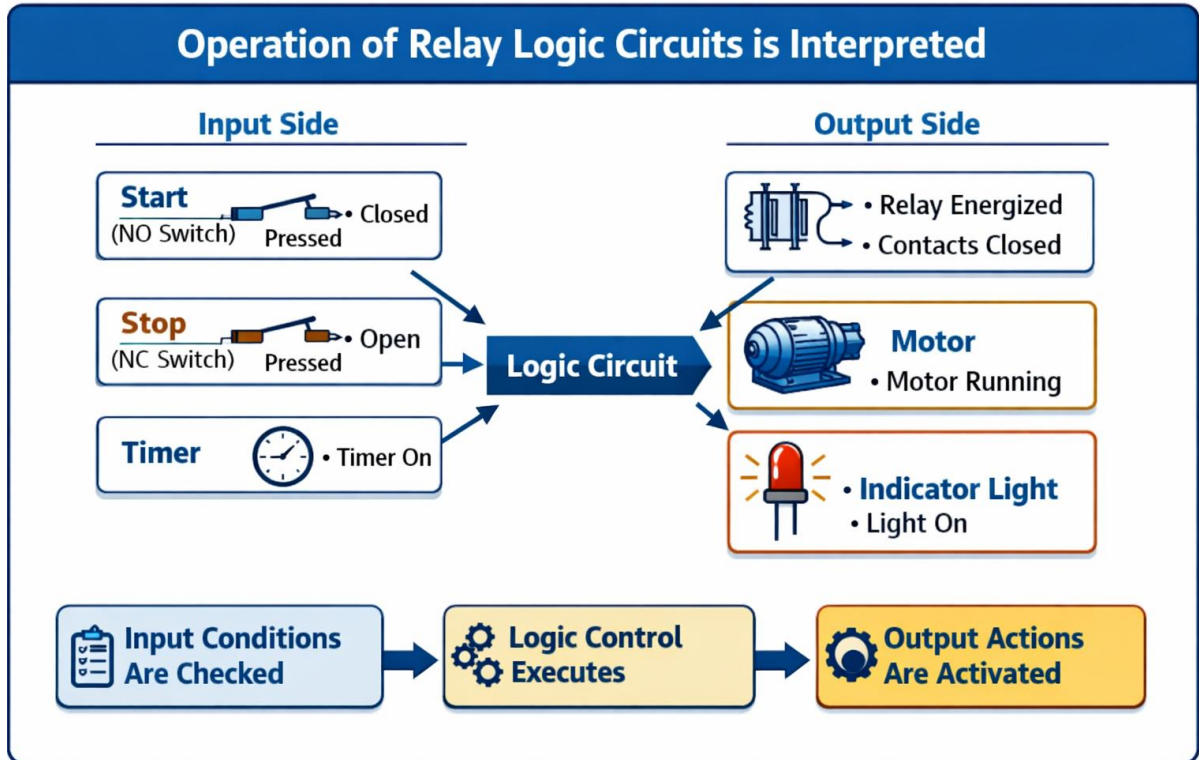 Operation of Relay Logic Circuits is Interpreted
Input Side
Start
(NO Switch)
Pressed
• Closed
Stop
(NC Switch)
Pressed
• Open
Timer
• Timer On
Logic Circuit
Output Side
• Relay Energized
• Contacts Closed
Motor
• Motor Running
• Indicator Light
• Light On
Input Conditions
Are Checked
Logic Control
Executes
Output Actions
Are Activated